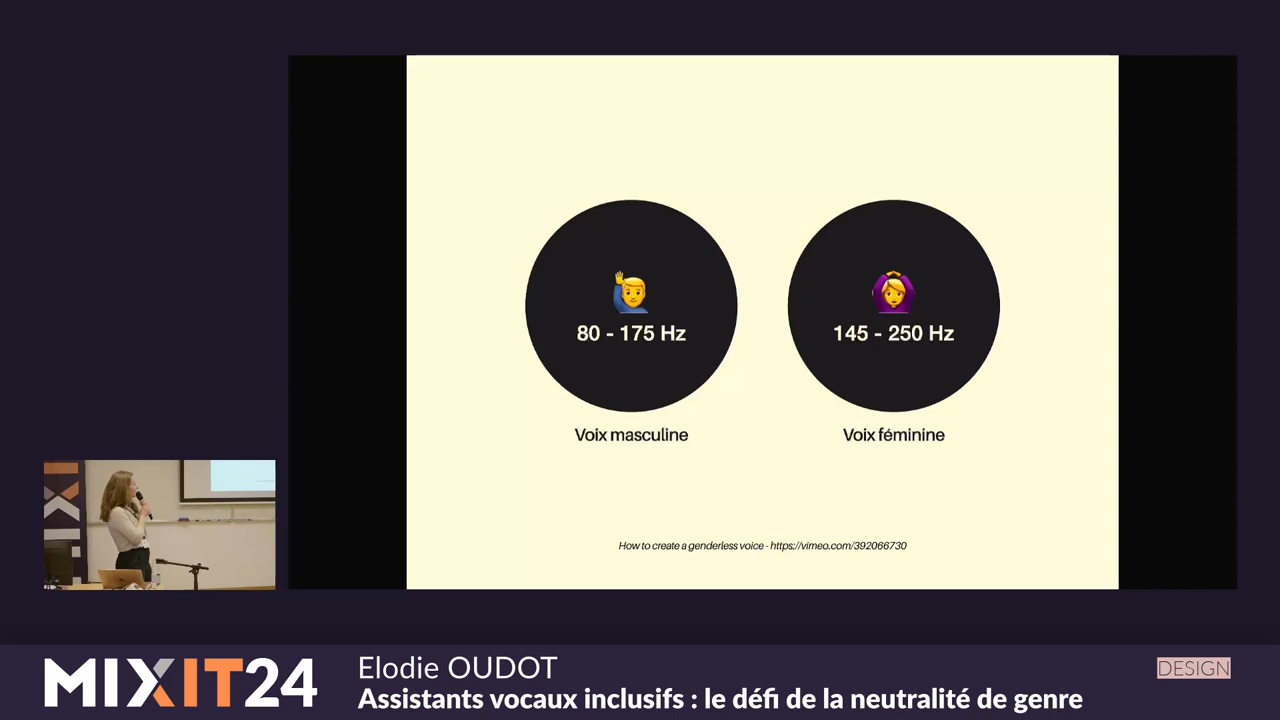 80 - 175 Hz
145 - 250 Hz
Voix masculine
Voix féminine
How to create a genderless voice - https://vimeo.com/392066730
MIXIT24
Elodie OUDOT
DESIGN
Assistants vocaux inclusifs : le défi de la neutralité de genre